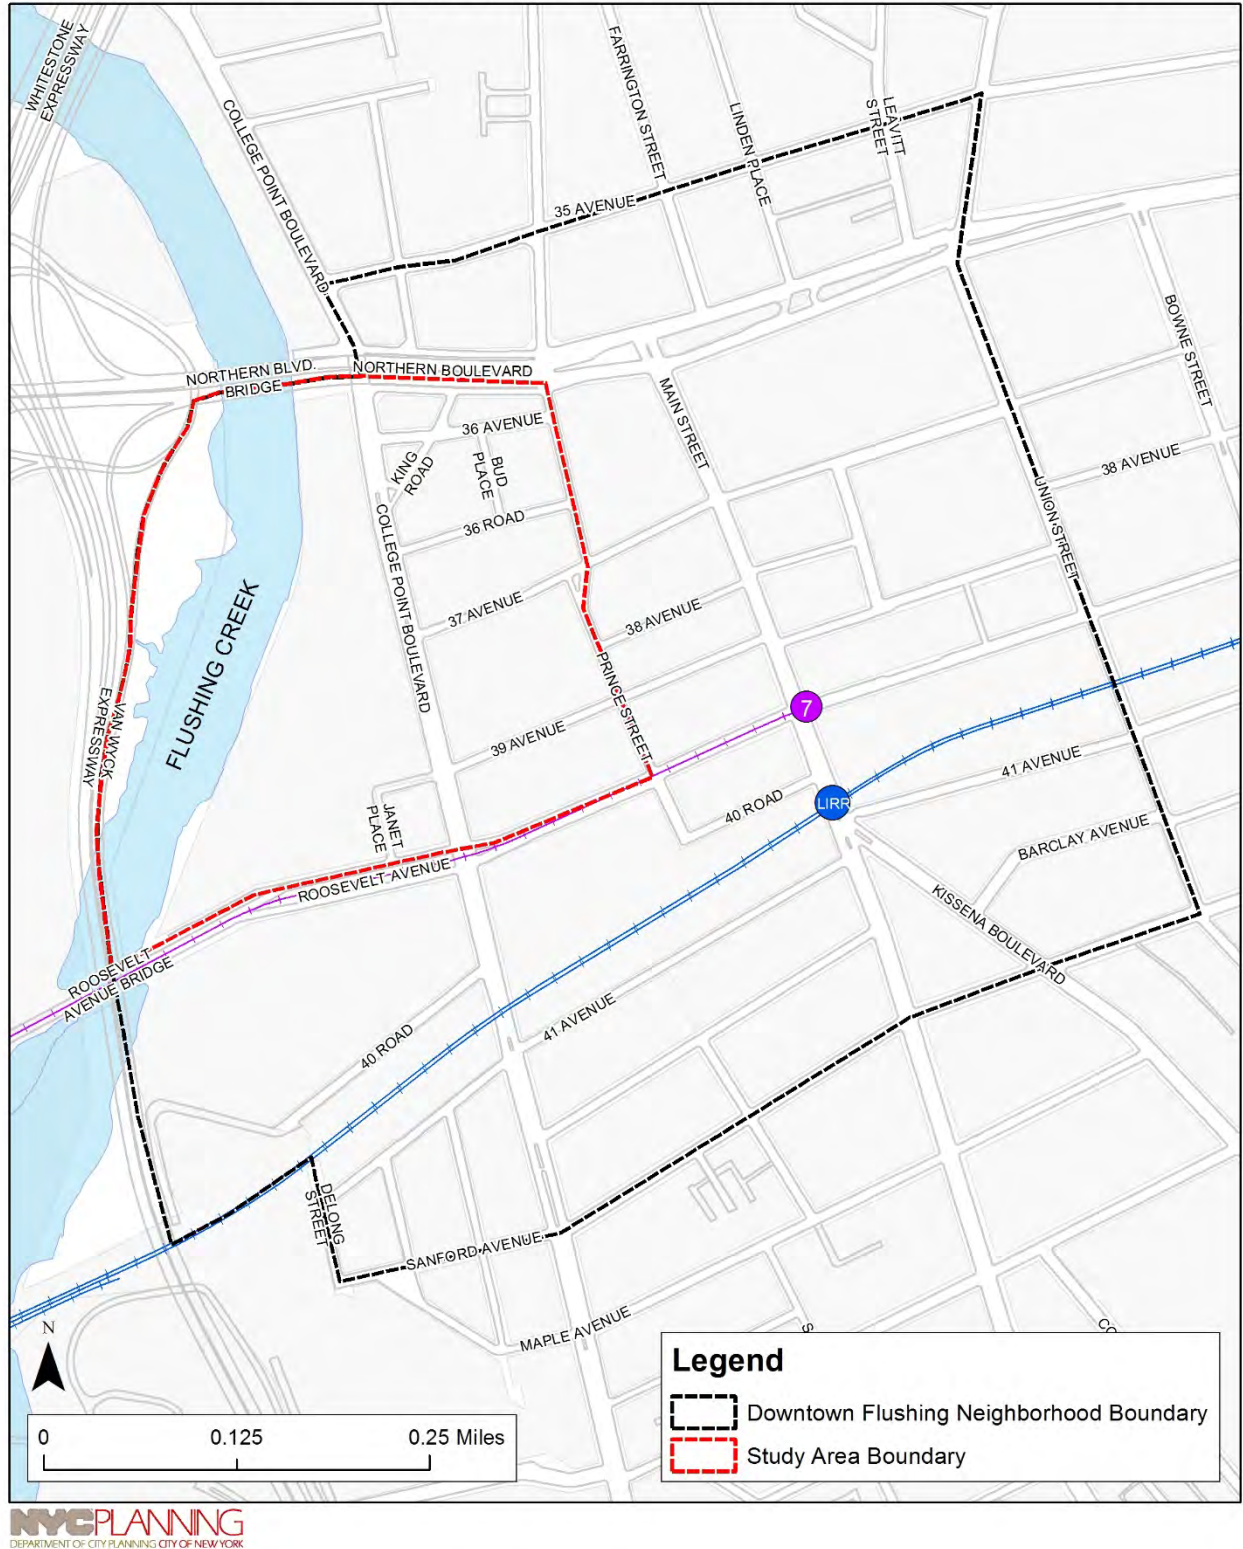 WHITESTONE
EXPRESSWAY
COLLEGE POINT BOULEVARD
FARRINGTON STREET
LINDEN PLACE
LEAVITT
STREET
35 AVENUE
BOWNE STREET
NORTHERN BLVD.
BRIDGE
NORTHERN BOULEVARD
MAIN STREET
36 AVENUE
KING
ROAD
BUD
PLACE
36 ROAD
38 AVENUE
UNION STREET
COLLEGE POINT BOULEVARD
37 AVENUE
38 AVENUE
FLUSHING CREEK
PRINCE STREET
VAN WYCK
EXPRESSWAY
7
39 AVENUE
41 AVENUE
JANET
PLACE
40 ROAD
LIRR
BARCLAY AVENUE
ROOSEVELT AVENUE
KISSENA BOULEVARD
ROOSEVELT
AVENUE BRIDGE
41 AVENUE
40 ROAD
DELONG
STREET
SANFORD AVENUE
MAPLE AVENUE
S
CO
N
0 0.125 0.25 Miles
Legend
Downtown Flushing Neighborhood Boundary
Study Area Boundary
NYCPLANNING
DEPARTMENT OF CITY PLANNING CITY OF NEW YORK